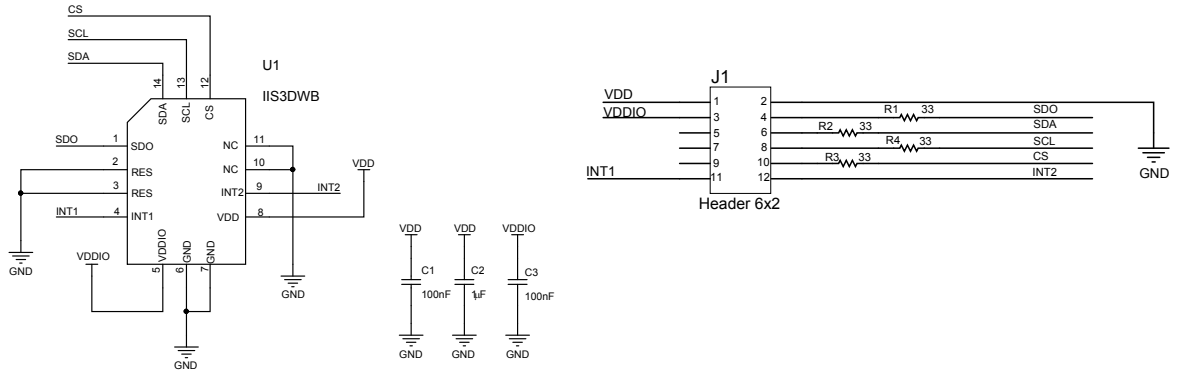 CS
SCL
SDA
U1
IIS3DWB
14
13
12
SDA
SCL
CS
SDO 1 SDO
2 RES
3 RES
INT1 4 INT1
NC 11
NC 10
INT2 9 INT2
VDD 8
VDD
VDDIO
GND
GND
5
6
7
VDDIO
GND
GND
GND
VDD
C1
100nF
GND
VDD
C2
1µF
GND
VDDIO
C3
100nF
GND
J1
VDD 1 2
VDDIO 3 4 R1 33 SDO
5 6 R2 33 SDA
7 8 R4 33 SCL
9 10 R3 33 CS
INT1 11 12 INT2
Header 6x2
GND